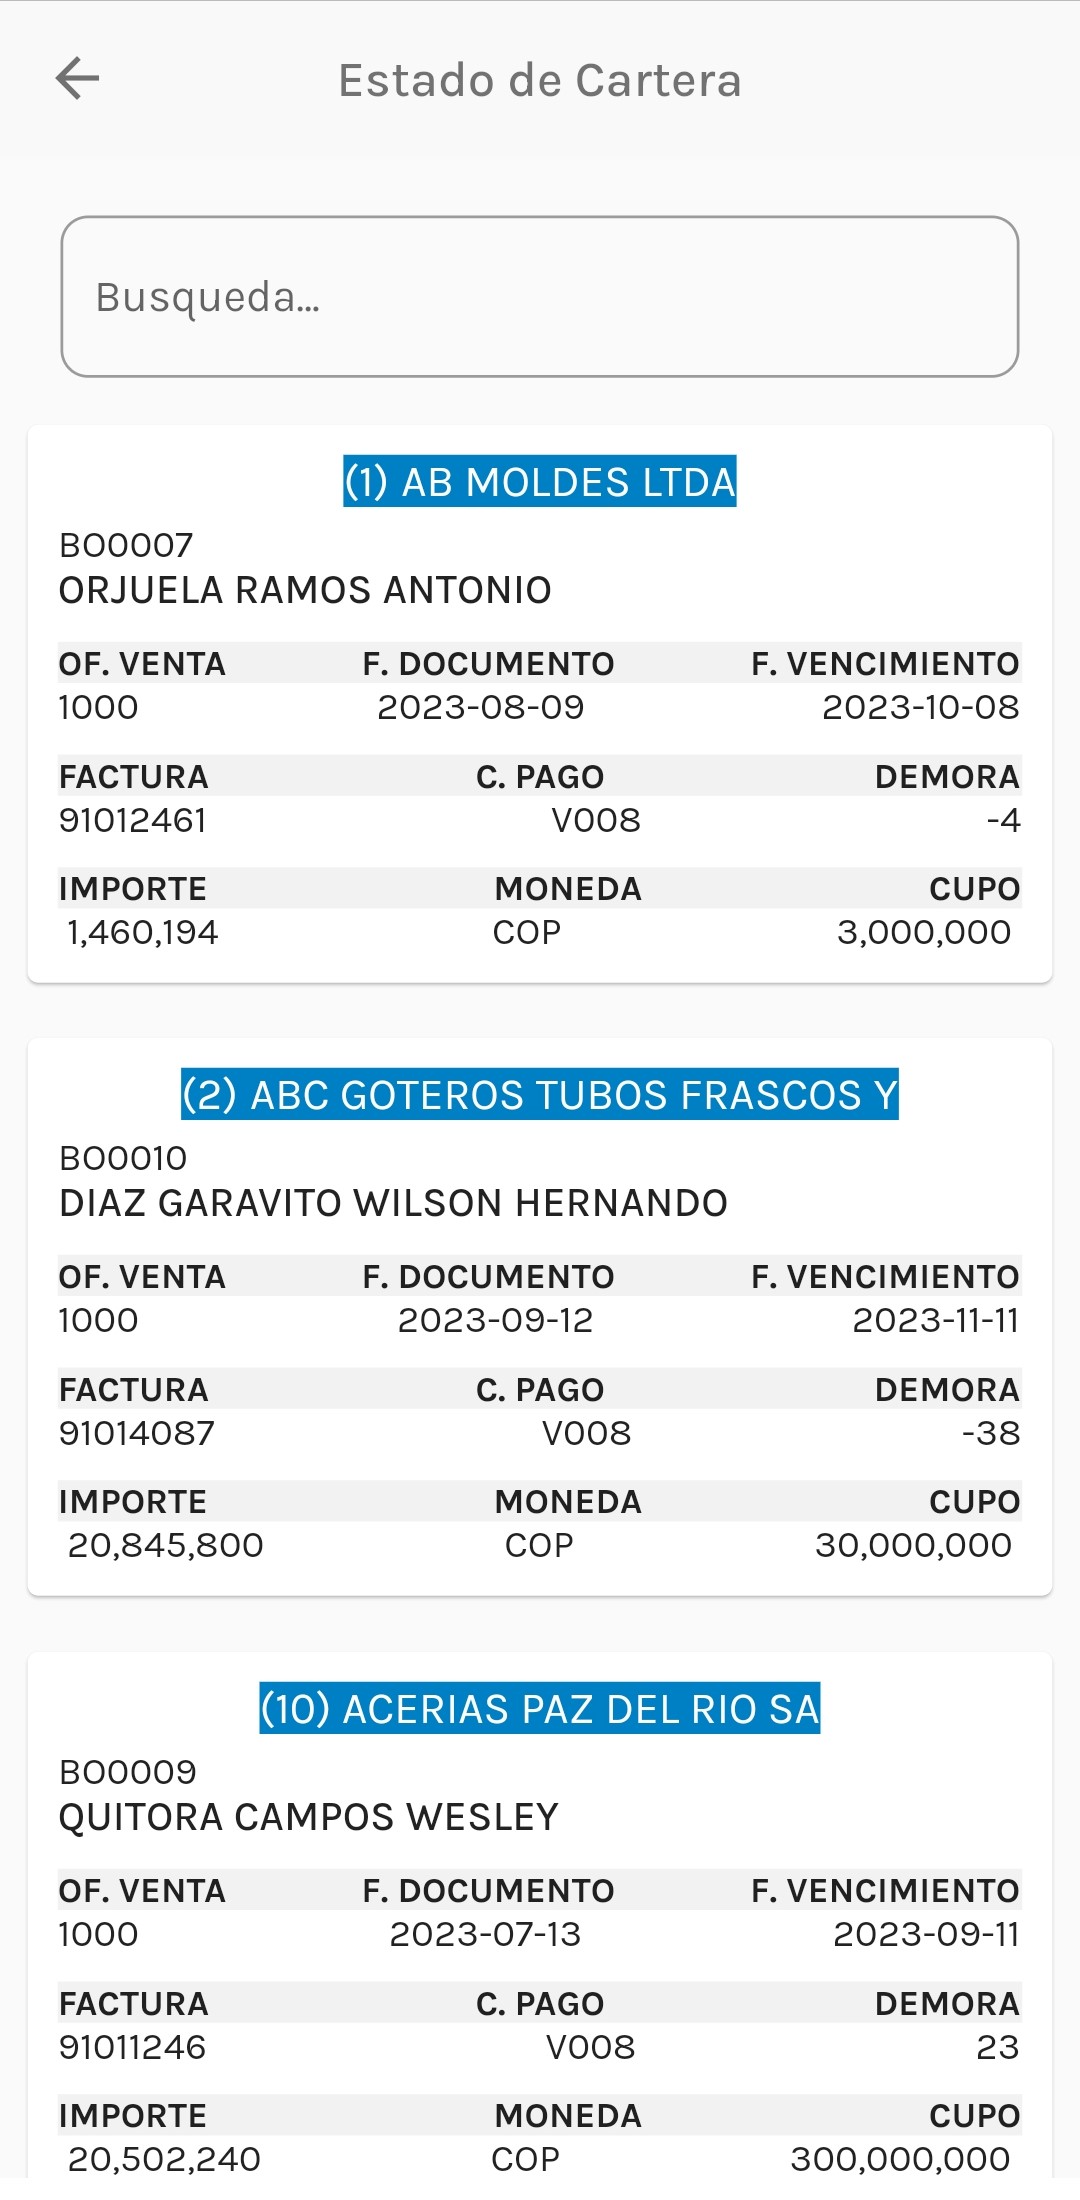 Estado de Cartera
Busqueda...
(1) AB MOLDES LTDA
BO0007
ORJUELA RAMOS ANTONIO
OF. VENTA F. DOCUMENTO F. VENCIMIENTO
1000 2023-08-09 2023-10-08
FACTURA C. PAGO DEMORA
91012461 V008 -4
IMPORTE MONEDA CUPO
1,460,194 COP 3,000,000
(2) ABC GOTEROS TUBOS FRASCOS Y
BO0010
DIAZ GARAVITO WILSON HERNANDO
OF. VENTA F. DOCUMENTO F. VENCIMIENTO
1000 2023-09-12 2023-11-11
FACTURA C. PAGO DEMORA
91014087 V008 -38
IMPORTE MONEDA CUPO
20,845,800 COP 30,000,000
(10) ACERIAS PAZ DEL RIO SA
BO0009
QUITORA CAMPOS WESLEY
OF. VENTA F. DOCUMENTO F. VENCIMIENTO
1000 2023-07-13 2023-09-11
FACTURA C. PAGO DEMORA
91011246 V008 23
IMPORTE MONEDA CUPO
20,502,240 COP 300,000,000